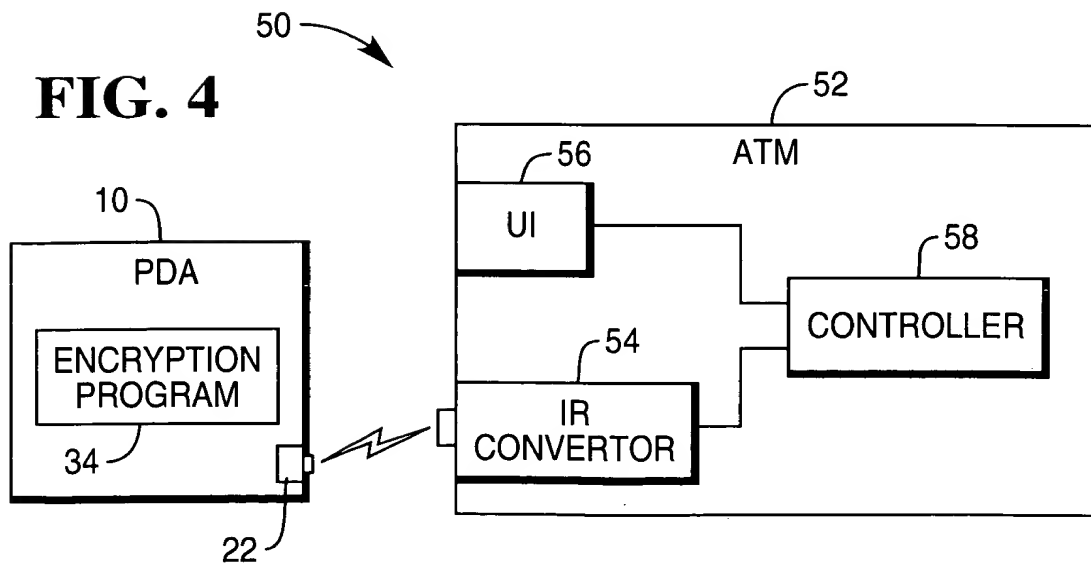 50
FIG. 4
52
ATM
56
UI
10
PDA
58
CONTROLLER
ENCRYPTION
PROGRAM
54
IR
CONVERTOR
34
22